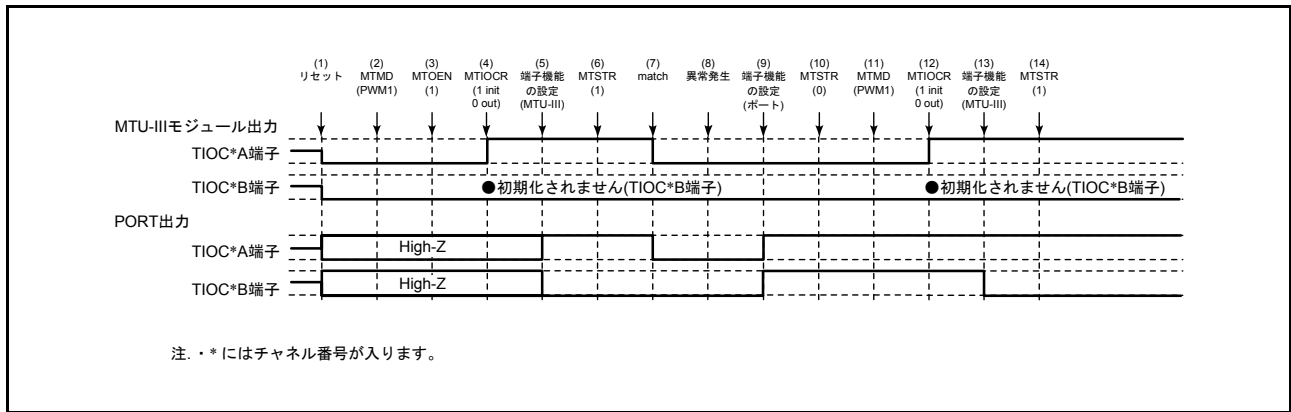 (1) (2) (3) (4) (5) (6) (7) (8) (9) (10) (11) (12) (13) (14)
リセット MTMD MTOEN MTIOCR 端子機能 MTSTR match 異常発生 端子機能 MTSTR MTMD MTIOCR 端子機能 MTSTR
(PWM1) (1) (1 init の設定 (1) の設定 (0) (PWM1) (1 init の設定 (1)
0 out) (MTU-III) (ポート) 0 out) (MTU-III)
MTU-IIIモジュール出力
TIOC*A端子
TIOC*B端子 ●初期化されません(TIOC*B端子) ●初期化されません(TIOC*B端子)
PORT出力
TIOC*A端子 High-Z
TIOC*B端子 High-Z
注. ・* にはチャネル番号が入ります。